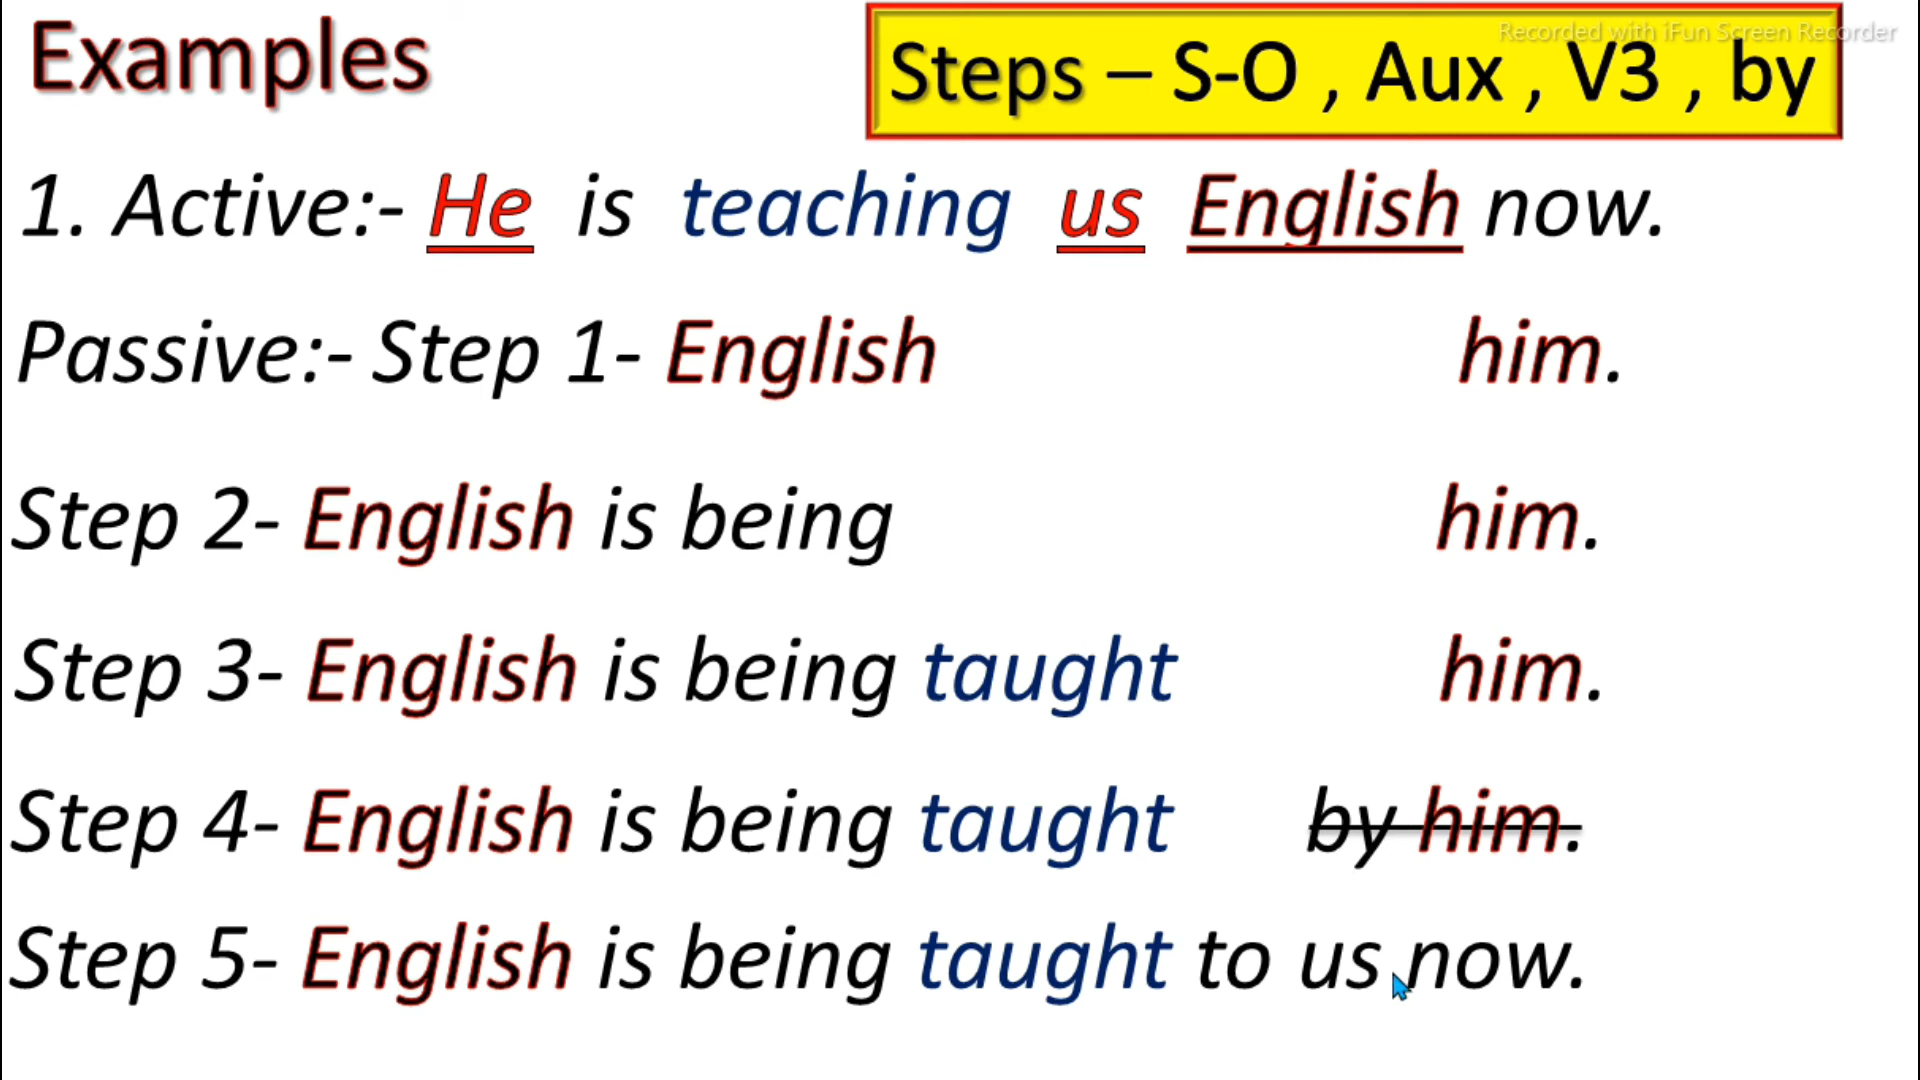 Examples
Recorded with iFun Screen Recorder
Steps – S-O , Aux , V3 , by
1. Active:- He is teaching us English now.
Passive:- Step 1- English him.
Step 2- English is being him.
Step 3- English is being taught him.
Step 4- English is being taught by him.
Step 5- English is being taught to us now.